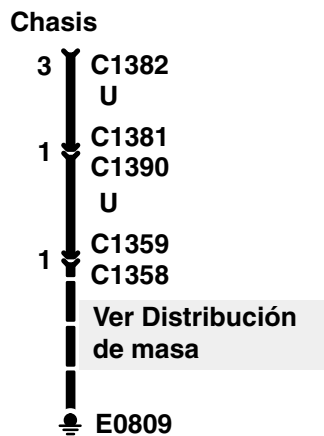 Chasis
3 C1382
U
C1381
1
C1390
U
C1359
1
C1358
Ver Distribución
de masa
E0809